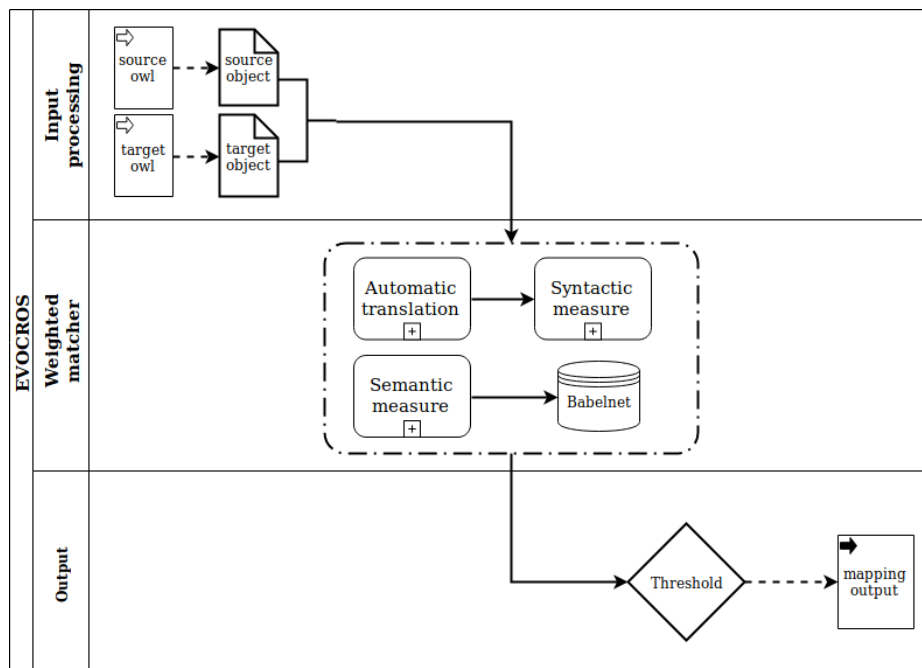 EVOCROS
Input
processing
source
owl
source
object
target
owl
target
object
Weighted
matcher
Automatic
translation
+
Syntactic
measure
+
Semantic
measure
+
Babelnet
Output
Threshold
mapping
output